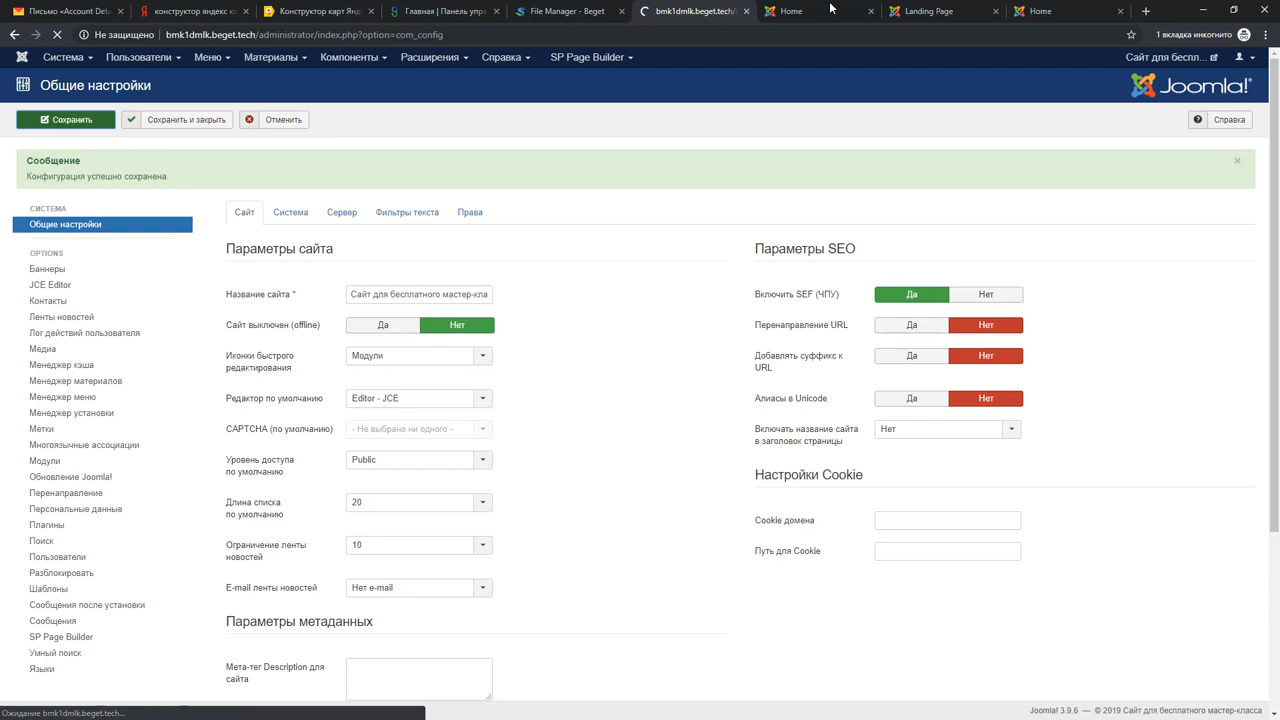 Письмо «Account Det
конструктор яндекс ка
Конструктор карт Янд
Главная | Панель упра
File Manager - Beget
bmk1dmlk.beget.tech/
Home
Landing Page
Home
Не защищено
bmk1dmlk.beget.tech/administrator/index.php?option=com_config
1 вкладка инкогнито
Система
Пользователи
Меню
Материалы
Компоненты
Расширения
Справка
SP Page Builder
Сайт для беспл...
Общие настройки
Joomla!
Сохранить
Сохранить и закрыть
Отменить
Справка
Сообщение
Конфигурация успешно сохранена.
СИСТЕМА
Общие настройки
OPTIONS
Баннеры
JCE Editor
Контакты
Ленты новостей
Лог действий пользователя
Медиа
Менеджер кэша
Менеджер материалов
Менеджер меню
Менеджер установки
Метки
Многоязычные ассоциации
Модули
Обновление Joomla!
Перенаправление
Персональные данные
Плагины
Поиск
Пользователи
Разблокировать
Шаблоны
Сообщения после установки
Сообщения
SP Page Builder
Умный поиск
Языки
Сайт
Система
Сервер
Фильтры текста
Права
Параметры сайта
Название сайта *
Сайт для бесплатного мастер-кла
Сайт выключен (offline)
Да
Нет
Иконки быстрого
редактирования
Модули
Редактор по умолчанию
Editor - JCE
CAPTCHA (по умолчанию)
- Не выбрано ни одного -
Уровень доступа
по умолчанию
Public
Длина списка
по умолчанию
20
Ограничение ленты
новостей
10
E-mail ленты новостей
Нет e-mail
Параметры метаданных
Мета-тег Description для
сайта
Параметры SEO
Включить SEF (ЧПУ)
Да
Нет
Перенаправление URL
Да
Нет
Добавлять суффикс к
URL
Да
Нет
Алиасы в Unicode
Да
Нет
Включать название сайта
в заголовок страницы
Нет
Настройки Cookie
Cookie домена
Путь для Cookie
Ожидание bmk1dmlk.beget.tech...
Joomla! 3.9.6 — © 2019 Сайт для бесплатного мастер-класса